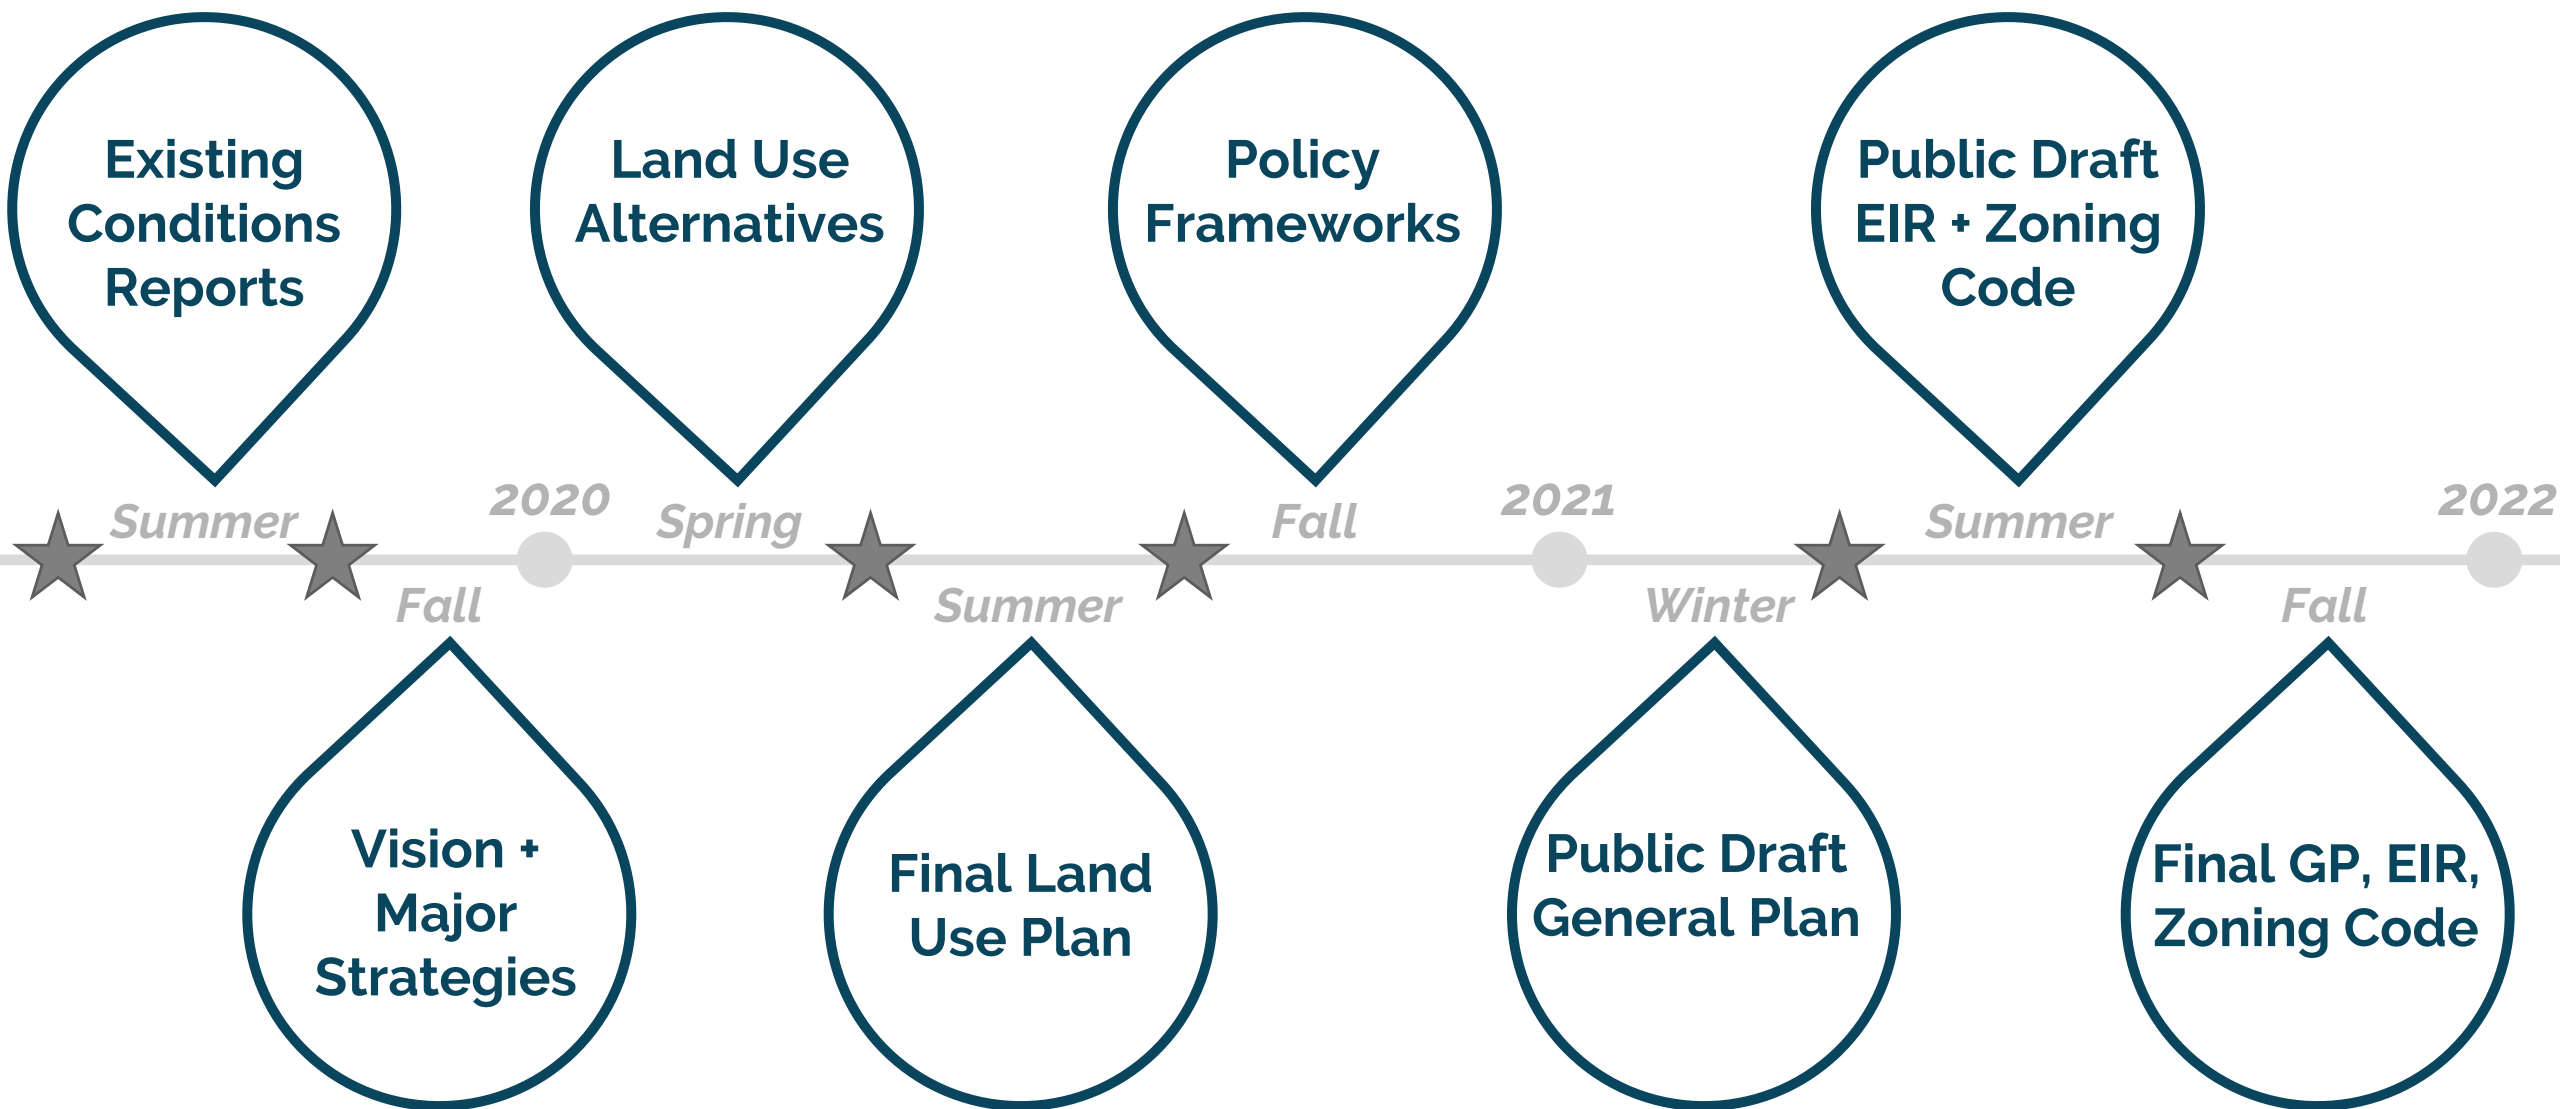 Existing
Conditions
Reports
Land Use
Alternatives
Policy
Frameworks
Public Draft
EIR + Zoning
Code
Summer
2020
Spring
Fall
2021
Summer
2022
Fall
Summer
Winter
Fall
Vision +
Major
Strategies
Final Land
Use Plan
Public Draft
General Plan
Final GP, EIR,
Zoning Code